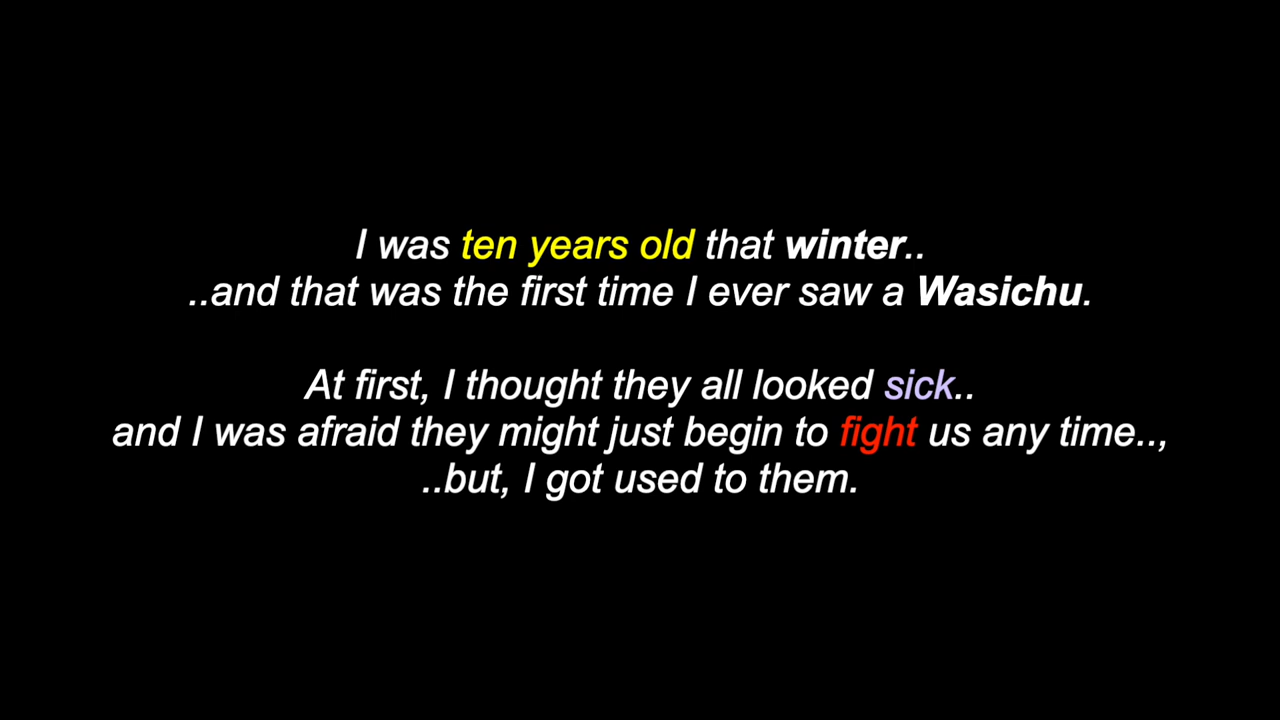 I was ten years old that winter..
..and that was the first time I ever saw a Wasichu.
At first, I thought they all looked sick..
and I was afraid they might just begin to fight us any time..,
..but, I got used to them.